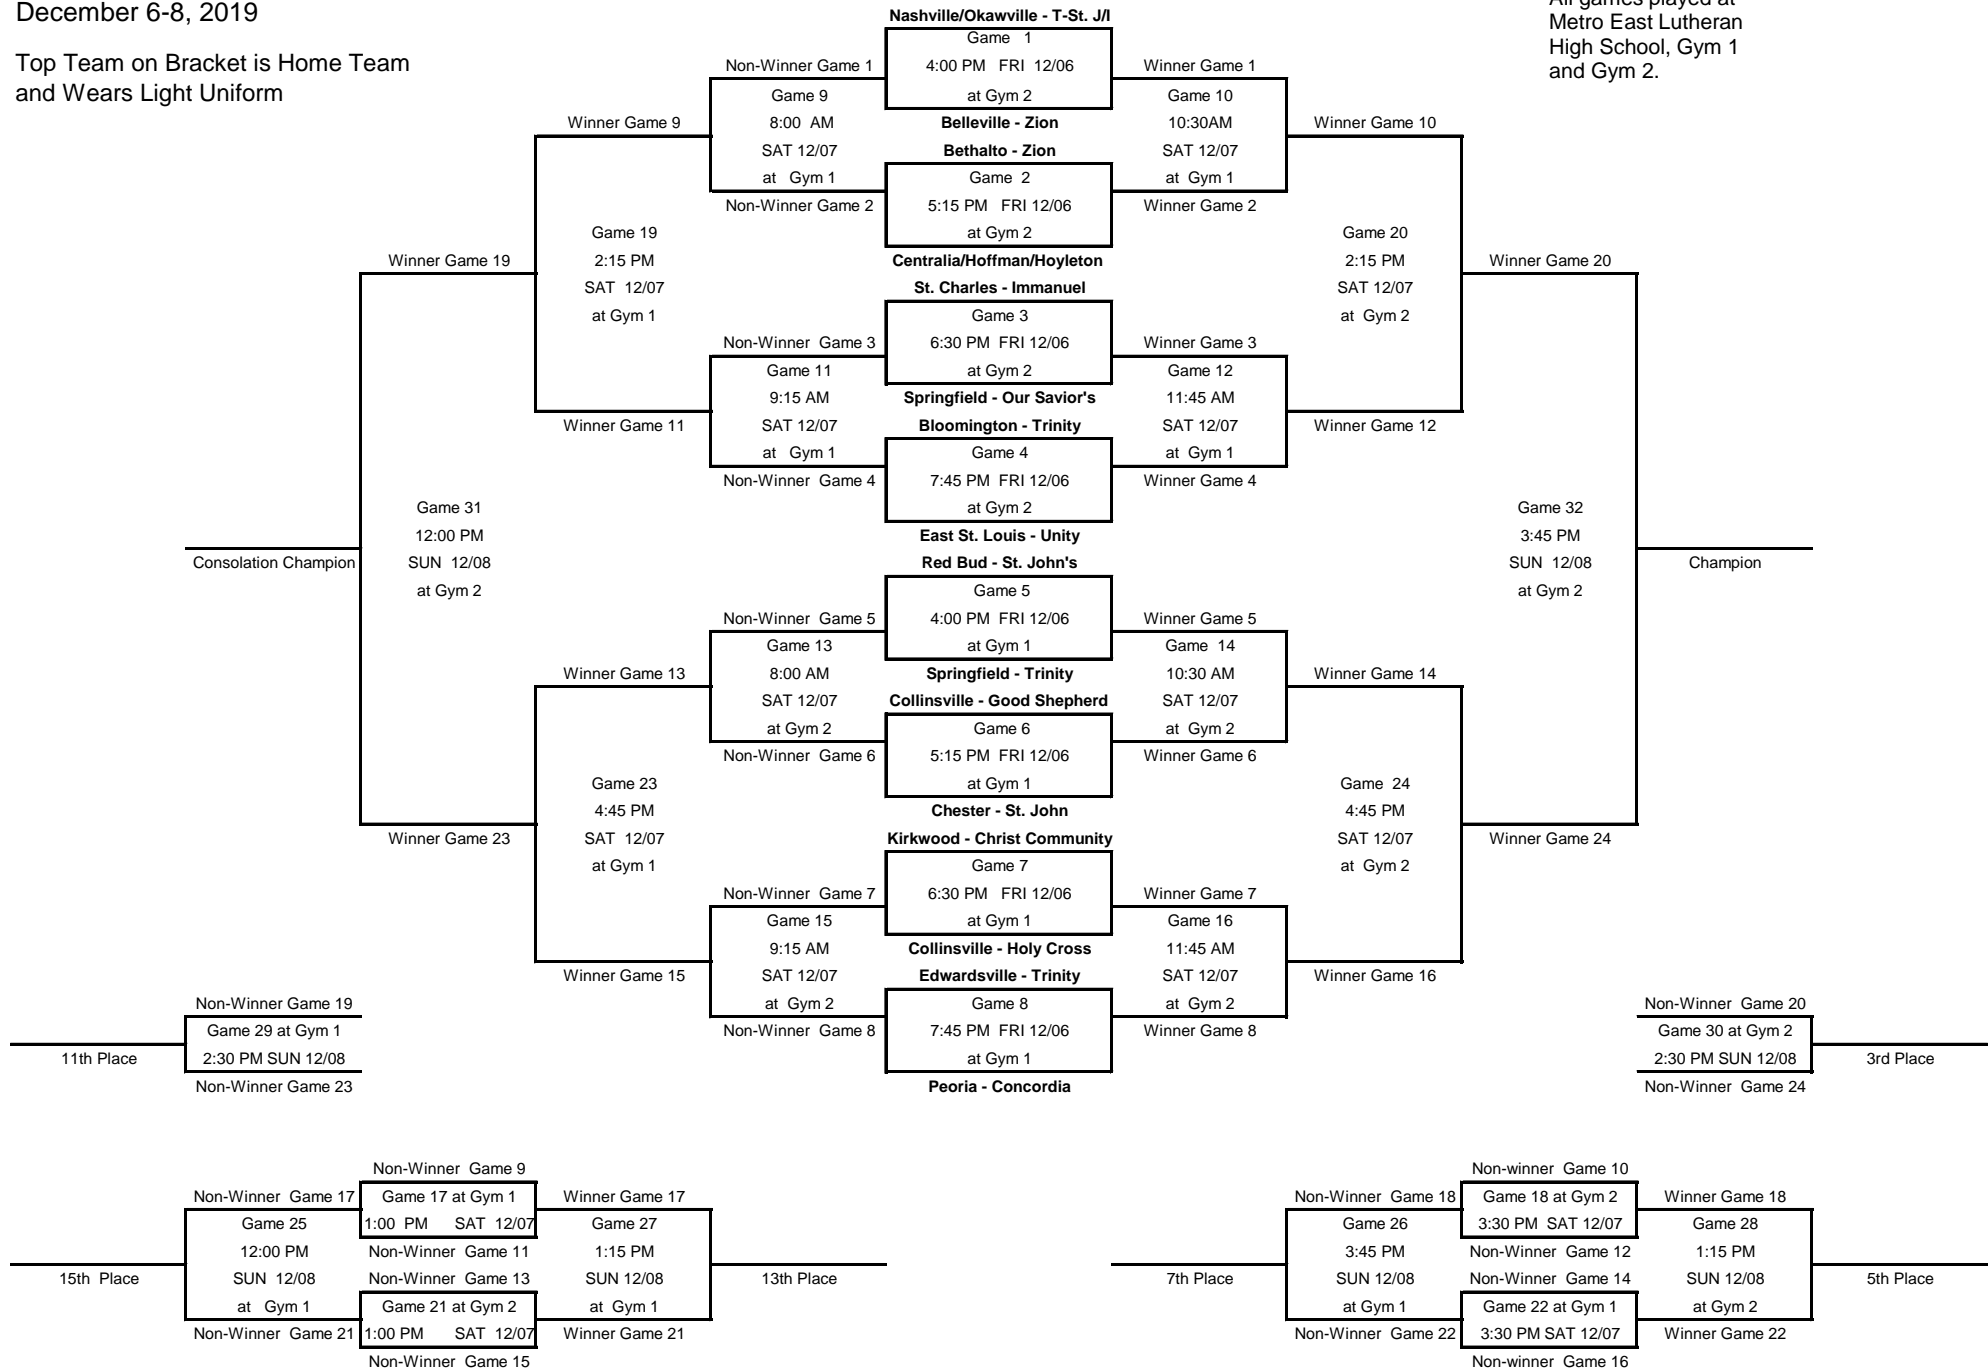 December 6-8, 2019
Top Team on Bracket is Home Team
and Wears Light Uniform
All games played at
Metro East Lutheran
High School, Gym 1
and Gym 2.
Nashville/Okawville - T-St. J/I
Game 1
4:00 PM FRI 12/06
at Gym 2
Belleville - Zion
Bethalto - Zion
Game 2
5:15 PM FRI 12/06
at Gym 2
Centralia/Hoffman/Hoyleton
St. Charles - Immanuel
Game 3
6:30 PM FRI 12/06
at Gym 2
Springfield - Our Savior's
Bloomington - Trinity
Game 4
7:45 PM FRI 12/06
at Gym 2
East St. Louis - Unity
Red Bud - St. John's
Game 5
4:00 PM FRI 12/06
at Gym 1
Springfield - Trinity
Collinsville - Good Shepherd
Game 6
5:15 PM FRI 12/06
at Gym 1
Chester - St. John
Kirkwood - Christ Community
Game 7
6:30 PM FRI 12/06
at Gym 1
Collinsville - Holy Cross
Edwardsville - Trinity
Game 8
7:45 PM FRI 12/06
at Gym 1
Peoria - Concordia
Non-Winner Game 1
Game 9
8:00 AM
SAT 12/07
at Gym 1
Non-Winner Game 2
Non-Winner Game 3
Game 11
9:15 AM
SAT 12/07
at Gym 1
Non-Winner Game 4
Non-Winner Game 5
Game 13
8:00 AM
SAT 12/07
at Gym 2
Non-Winner Game 6
Non-Winner Game 7
Game 15
9:15 AM
SAT 12/07
at Gym 2
Non-Winner Game 8
Winner Game 9
Game 19
2:15 PM
SAT 12/07
at Gym 1
Winner Game 11
Winner Game 13
Game 23
4:45 PM
SAT 12/07
at Gym 1
Winner Game 15
Winner Game 19
Game 31
12:00 PM
SUN 12/08
at Gym 2
Winner Game 23
Consolation Champion
Winner Game 1
Game 10
10:30AM
SAT 12/07
at Gym 1
Winner Game 2
Winner Game 3
Game 12
11:45 AM
SAT 12/07
at Gym 1
Winner Game 4
Winner Game 5
Game 14
10:30 AM
SAT 12/07
at Gym 2
Winner Game 6
Winner Game 7
Game 16
11:45 AM
SAT 12/07
at Gym 2
Winner Game 8
Winner Game 10
Game 20
2:15 PM
SAT 12/07
at Gym 2
Winner Game 12
Winner Game 14
Game 24
4:45 PM
SAT 12/07
at Gym 2
Winner Game 16
Winner Game 20
Game 32
3:45 PM
SUN 12/08
at Gym 2
Winner Game 24
Champion
Non-Winner Game 19
Game 29 at Gym 1
2:30 PM SUN 12/08
Non-Winner Game 23
11th Place
Non-Winner Game 20
Game 30 at Gym 2
2:30 PM SUN 12/08
Non-Winner Game 24
3rd Place
Non-Winner Game 9
Game 17 at Gym 1
1:00 PM SAT 12/07
Non-Winner Game 11
Non-Winner Game 13
Game 21 at Gym 2
1:00 PM SAT 12/07
Non-Winner Game 15
Non-Winner Game 17
Game 25
12:00 PM
SUN 12/08
at Gym 1
Non-Winner Game 21
15th Place
Winner Game 17
Game 27
1:15 PM
SUN 12/08
at Gym 1
Winner Game 21
13th Place
Non-winner Game 10
Game 18 at Gym 2
3:30 PM SAT 12/07
Non-Winner Game 12
Non-Winner Game 14
Game 22 at Gym 1
3:30 PM SAT 12/07
Non-winner Game 16
Non-Winner Game 18
Game 26
3:45 PM
SUN 12/08
at Gym 1
Non-Winner Game 22
7th Place
Winner Game 18
Game 28
1:15 PM
SUN 12/08
at Gym 2
Winner Game 22
5th Place